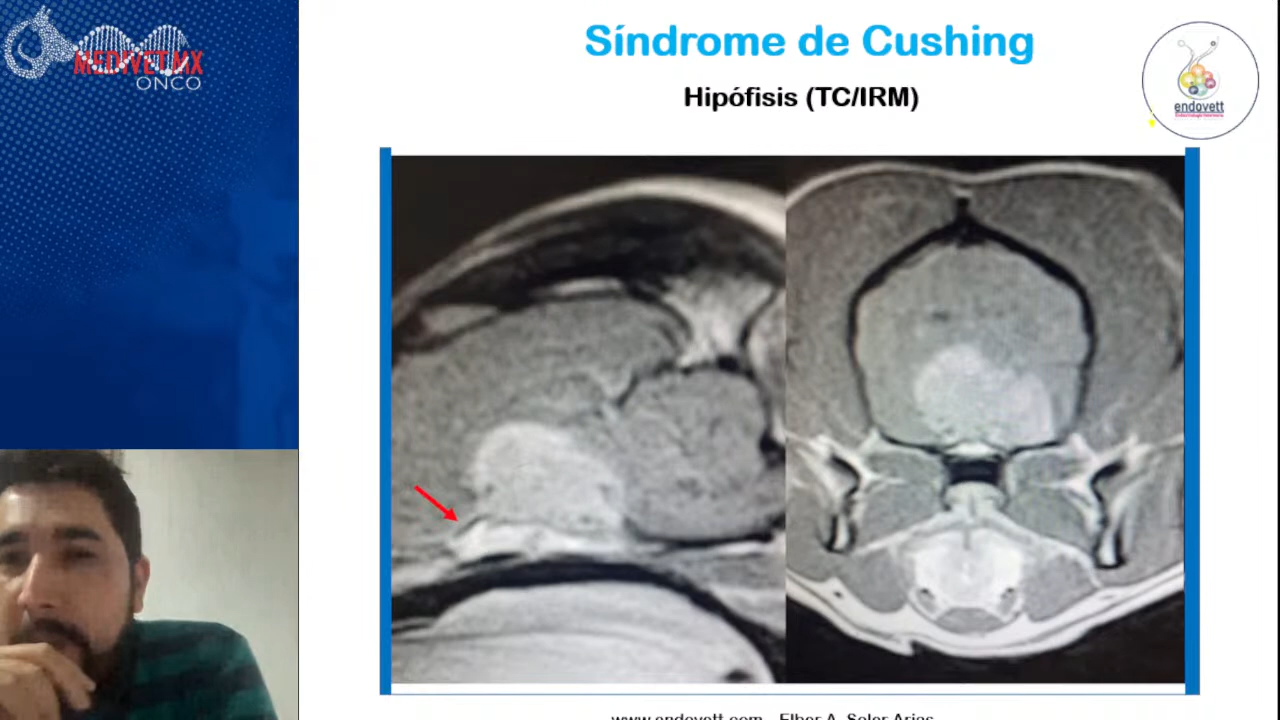 MEDIVET.MX
ONCO
Síndrome de Cushing
Hipófisis (TC/IRM)
endovett
www.endovett.com - Elber A. Soler Arias